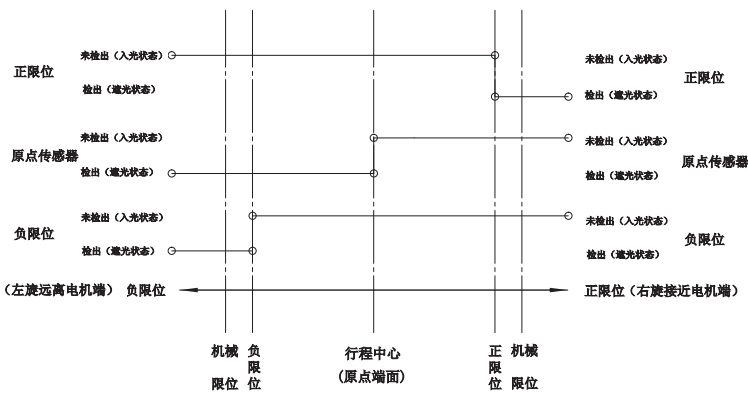 正限位
未检出（入光状态）
检出（遮光状态）
未检出（入光状态）
检出（遮光状态）
正限位
原点传感器
未检出（入光状态）
检出（遮光状态）
未检出（入光状态）
检出（遮光状态）
原点传感器
负限位
未检出（入光状态）
检出（遮光状态）
未检出（入光状态）
检出（遮光状态）
负限位
（左旋远离电机端） 负限位
正限位（右旋接近电机端）
机械
限位
负
限
位
行程中心
(原点端面)
正
限
位
机械
限位